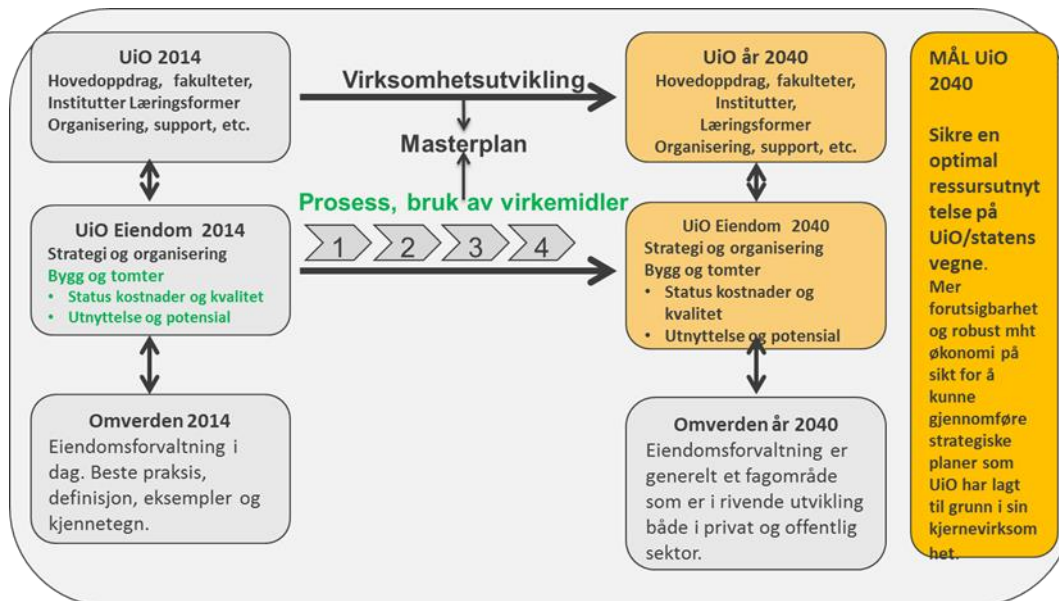 UiO 2014
Hovedoppdrag, fakulteter,
Institutter Læringsformer
Organisering, support, etc.
Virksomhetsutvikling
Masterplan
Prosess, bruk av virkemidler
1 2 3 4
UiO år 2040
Hovedoppdrag, fakulteter,
Institutter,
Læringsformer
Organisering, support, etc.
UiO Eiendom 2014
Strategi og organisering
Bygg og tomter
• Status kostnader og kvalitet
• Utnyttelse og potensial
UiO Eiendom 2040
Strategi og organisering
Bygg og tomter
• Status kostnader og
kvalitet
• Utnyttelse og potensial
Omverden 2014
Eiendomsforvaltning i
dag. Beste praksis,
definisjon, eksempler og
kjennetegn.
Omverden år 2040
Eiendomsforvaltning er
generelt et fagområde
som er i rivende utvikling
både i privat og offentlig
sektor.
MÅL UiO
2040
Sikre en
optimal
ressursutnyt
telse på
UiO/statens
vegne.
Mer
forutsigbarhet
og robust mht
økonomi på
sikt for å
kunne
gjennomføre
strategiske
planer som
UiO har lagt
til grunn i sin
kjernevirksom
het.